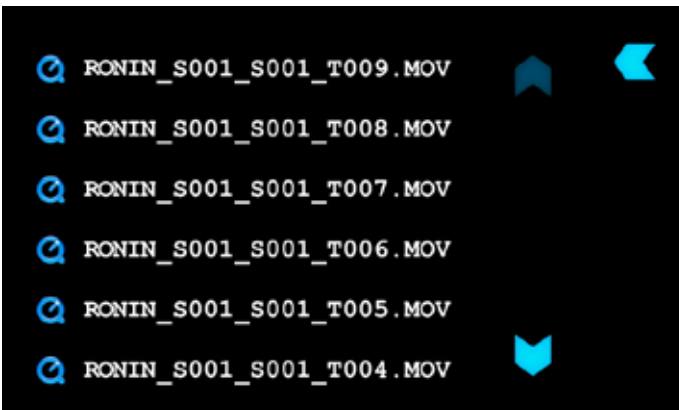 RONIN_S001_S001_T009.MOV
RONIN_S001_S001_T008.MOV
RONIN_S001_S001_T007.MOV
RONIN_S001_S001_T006.MOV
RONIN_S001_S001_T005.MOV
RONIN_S001_S001_T004.MOV